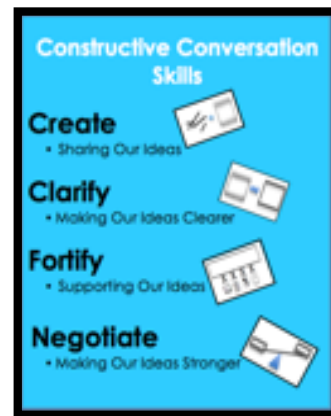 Constructive Conversation
Skills
Create
• Sharing Our Ideas
Clarify
• Making Our Ideas Clearer
Fortify
• Supporting Our Ideas
Negotiate
• Making Our Ideas Stronger